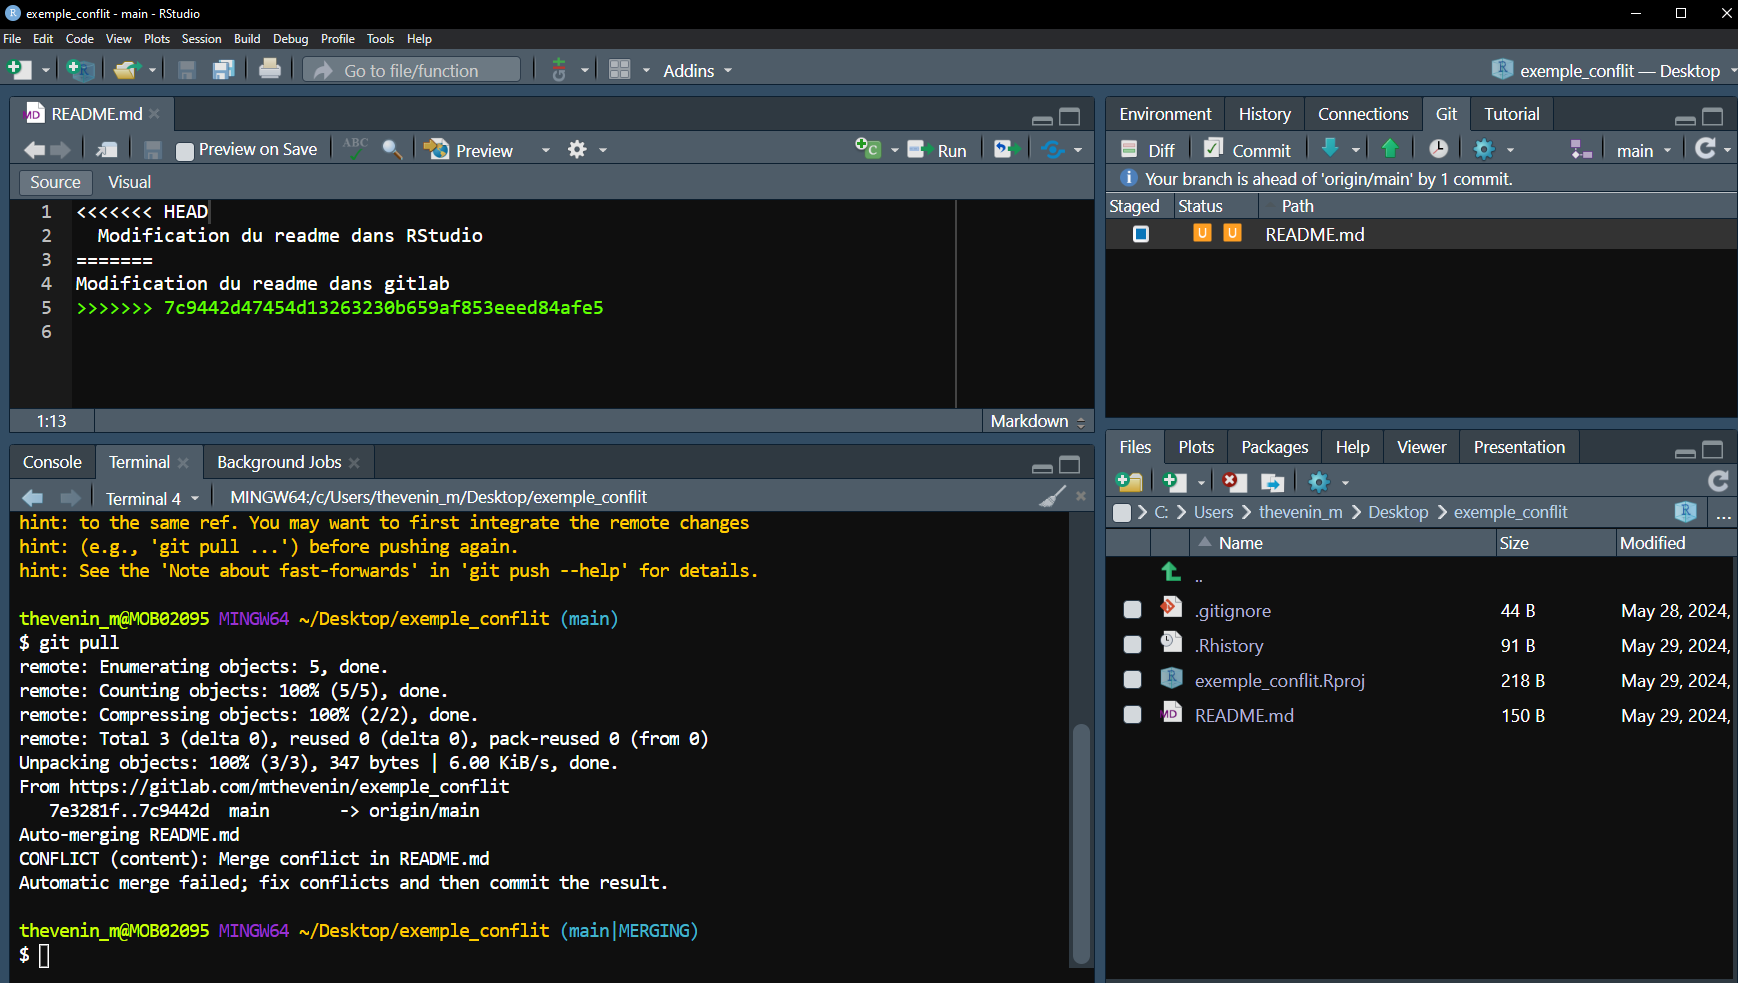 exemple_conflit - main - RStudio
File Edit Code View Plots Session Build Debug Profile Tools Help
Go to file/function Addins exemple_conflit — Desktop
README.md
Preview on Save ABC Preview Run
Source Visual
1 <<<<<<< HEAD
2   Modification du readme dans RStudio
3 =======
4 Modification du readme dans gitlab
5 >>>>>>> 7c9442d47454d13263230b659af853eeed84afe5
6
1:13 Markdown
Console Terminal Background Jobs
Terminal 4 MINGW64:/c/Users/thevenin_m/Desktop/exemple_conflit
hint: to the same ref. You may want to first integrate the remote changes
hint: (e.g., 'git pull ...') before pushing again.
hint: See the 'Note about fast-forwards' in 'git push --help' for details.
thevenin_m@MOB02095 MINGW64 ~/Desktop/exemple_conflit (main)
$ git pull
remote: Enumerating objects: 5, done.
remote: Counting objects: 100% (5/5), done.
remote: Compressing objects: 100% (2/2), done.
remote: Total 3 (delta 0), reused 0 (delta 0), pack-reused 0 (from 0)
Unpacking objects: 100% (3/3), 347 bytes | 6.00 KiB/s, done.
From https://gitlab.com/mthevenin/exemple_conflit
   7e3281f..7c9442d  main       -> origin/main
Auto-merging README.md
CONFLICT (content): Merge conflict in README.md
Automatic merge failed; fix conflicts and then commit the result.
thevenin_m@MOB02095 MINGW64 ~/Desktop/exemple_conflit (main|MERGING)
$
Environment History Connections Git Tutorial
Diff Commit main
Your branch is ahead of 'origin/main' by 1 commit.
Staged Status Path
U U README.md
Files Plots Packages Help Viewer Presentation
C: Users thevenin_m Desktop exemple_conflit ...
Name Size Modified
..
.gitignore 44 B May 28, 2024,
.Rhistory 91 B May 29, 2024,
exemple_conflit.Rproj 218 B May 29, 2024,
README.md 150 B May 29, 2024,